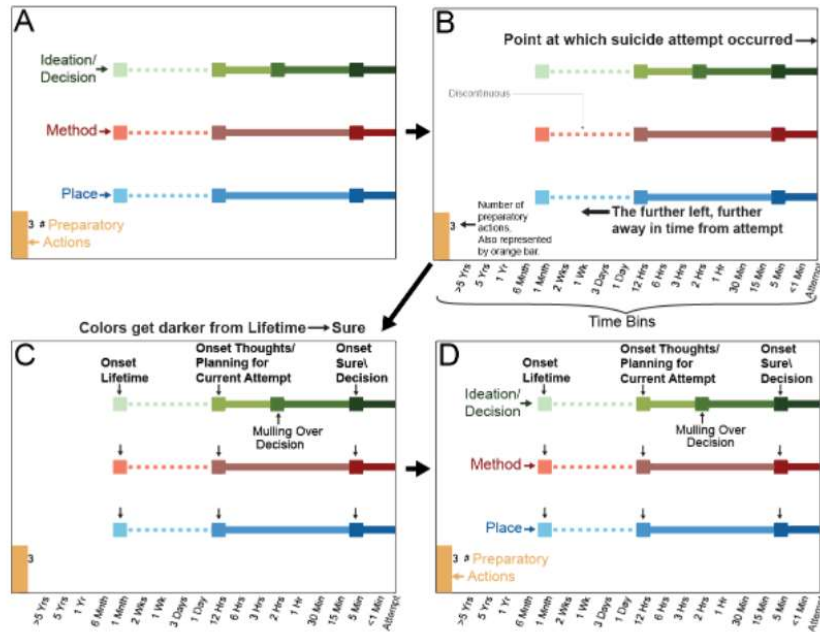 A
Ideation/
Decision
Method
Place
3 # Preparatory
Actions
B
Point at which suicide attempt occurred
Discontinuous
Number of
preparatory
actions.
Also represented
by orange bar.
3
The further left, further
away in time from attempt
>5 Yrs
5 Yrs
1 Yr
6 Mnth
1 Mnth
2 Wks
1 Wk
3 Days
1 Day
12 Hrs
6 Hrs
3 Hrs
2 Hrs
1 Hr
30 Min
15 Min
5 Min
<1 Min
Attempt
Time Bins
Colors get darker from Lifetime Sure
C
Onset
Lifetime
Onset Thoughts/
Planning for
Current Attempt
Onset
Sure\
Decision
Mulling Over
Decision
3
>5 Yrs
5 Yrs
1 Yr
6 Mnth
1 Mnth
2 Wks
1 Wk
3 Days
1 Day
12 Hrs
6 Hrs
3 Hrs
2 Hrs
1 Hr
30 Min
15 Min
5 Min
<1 Min
Attempt
D
Onset
Lifetime
Onset Thoughts/
Planning for
Current Attempt
Onset
Sure\
Decision
Ideation/
Decision
Mulling Over
Decision
Method
Place
3 # Preparatory
Actions
>5 Yrs
5 Yrs
1 Yr
6 Mnth
1 Mnth
2 Wks
1 Wk
3 Days
1 Day
12 Hrs
6 Hrs
3 Hrs
2 Hrs
1 Hr
30 Min
15 Min
5 Min
<1 Min
Attempt